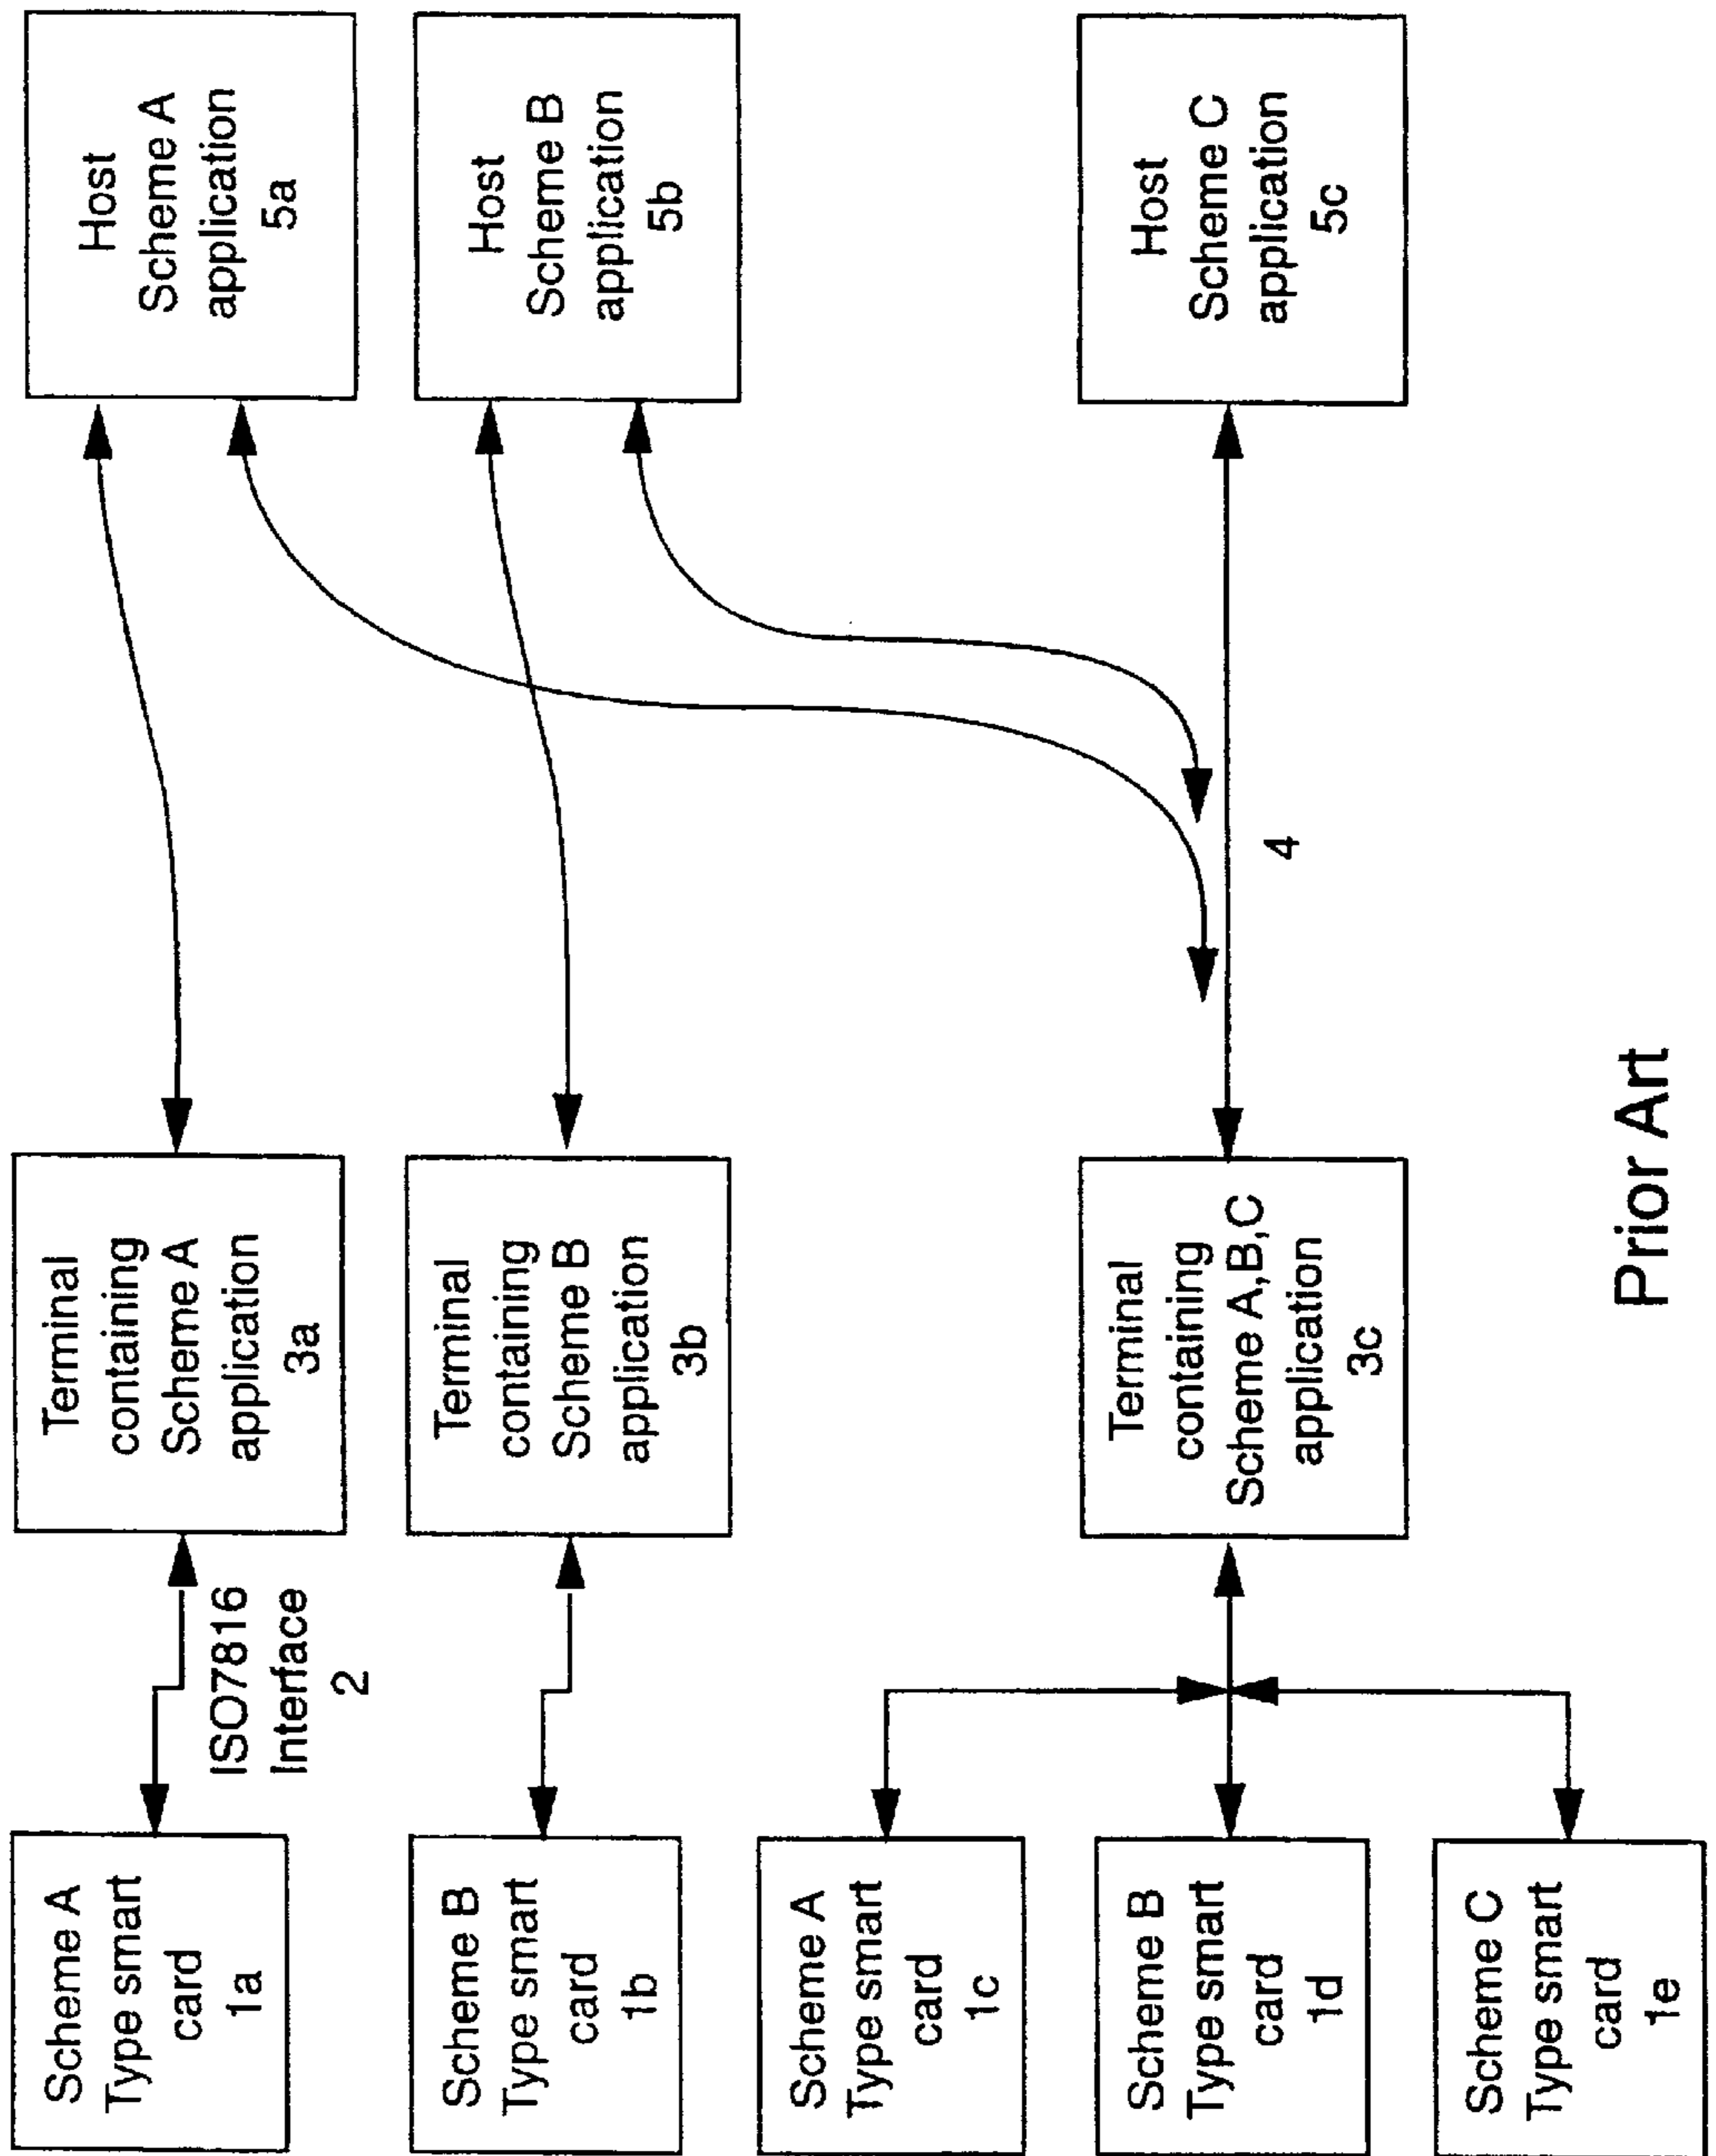 Scheme A
Type smart
card
1a
ISO7816
Interface
2
Terminal
containing
Scheme A
application
3a
Host
Scheme A
application
5a
Scheme B
Type smart
card
1b
Terminal
containing
Scheme B
application
3b
Host
Scheme B
application
5b
Scheme A
Type smart
card
1c
Scheme B
Type smart
card
1d
Scheme C
Type smart
card
1e
Terminal
containing
Scheme A,B,C
application
3c
4
Host
Scheme C
application
5c
Prior Art